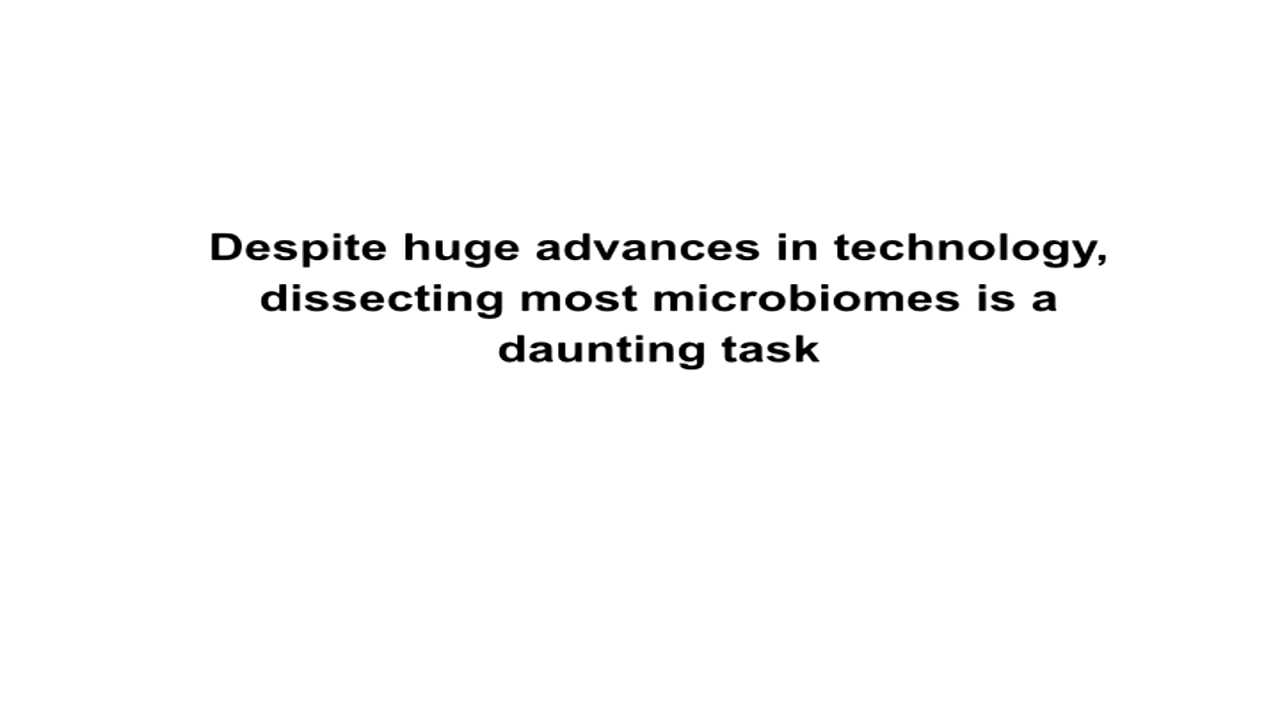 Despite huge advances in technology,
dissecting most microbiomes is a
daunting task